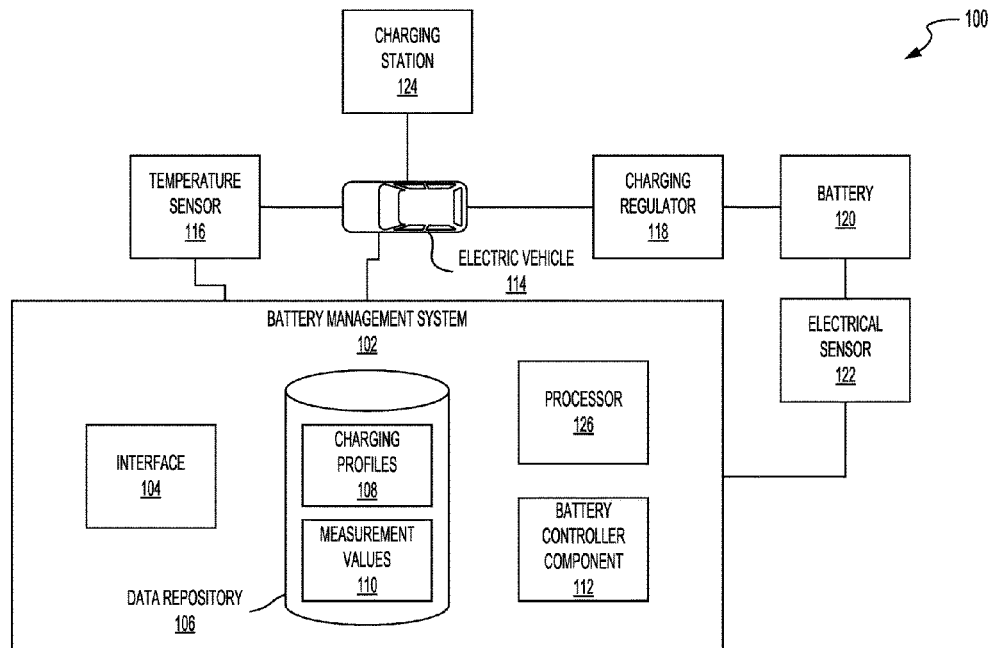 100
CHARGING
STATION
124
TEMPERATURE
SENSOR
116
CHARGING
REGULATOR
118
BATTERY
120
ELECTRIC VEHICLE
114
BATTERY MANAGEMENT SYSTEM
102
ELECTRICAL
SENSOR
122
PROCESSOR
126
INTERFACE
104
CHARGING
PROFILES
108
MEASUREMENT
VALUES
110
BATTERY
CONTROLLER
COMPONENT
112
DATA REPOSITORY
106